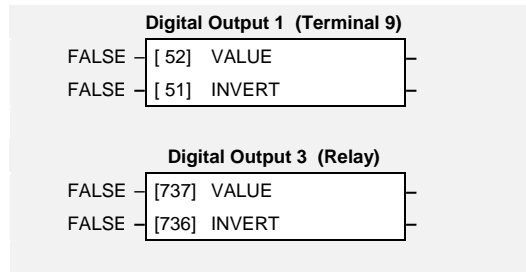 Digital Output 1 (Terminal 9)
FALSE – [ 52] VALUE –
FALSE – [ 51] INVERT –
Digital Output 3 (Relay)
FALSE – [737] VALUE –
FALSE – [736] INVERT –